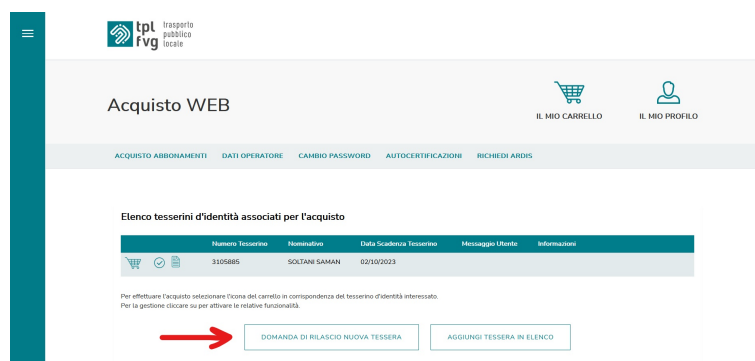 tpl trasporto
fvg pubblico
locale
Acquisto WEB
IL MIO CARRELLO
IL MIO PROFILO
ACQUISTO ABBONAMENTI DATI OPERATORE CAMBIO PASSWORD AUTOCERTIFICAZIONI RICHIEDI ARDIS
Elenco tesserini d'identità associati per l'acquisto
Numero Tesserino Nominativo Data Scadenza Tesserino Messaggio Utente Informazioni
3105885 SOLTANI SAMAN 02/10/2023
Per effettuare l'acquisto selezionare l'icona del carrello in corrispondenza del tesserino d'identità interessato.
Per la gestione cliccare su per attivare le relative funzionalità.
DOMANDA DI RILASCIO NUOVA TESSERA
AGGIUNGI TESSERA IN ELENCO